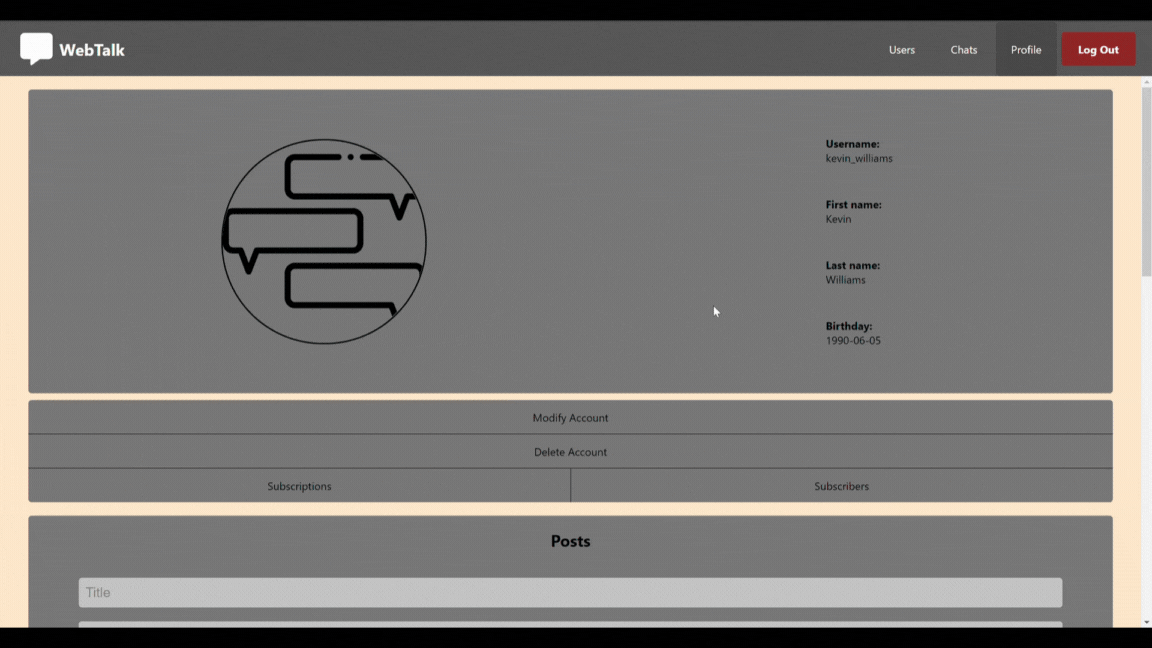 WebTalk
Users Chats Profile Log Out
Username:
kevin_williams
First name:
Kevin
Last name:
Williams
Birthday:
1990-06-05
Modify Account
Delete Account
Subscriptions Subscribers
Posts
Title